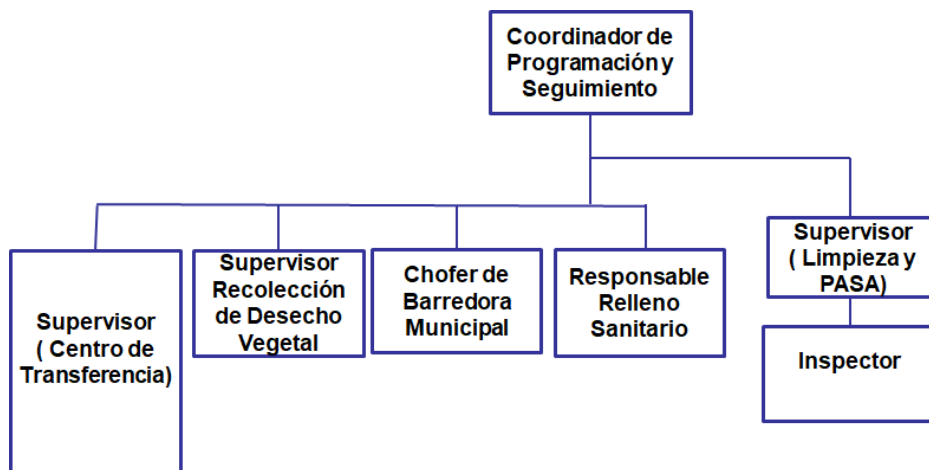 Coordinador de
Programación y
Seguimiento
Supervisor
( Centro de
Transferencia)
Supervisor
Recolección
de Desecho
Vegetal
Chofer de
Barredora
Municipal
Responsable
Relleno
Sanitario
Supervisor
( Limpieza y
PASA)
Inspector